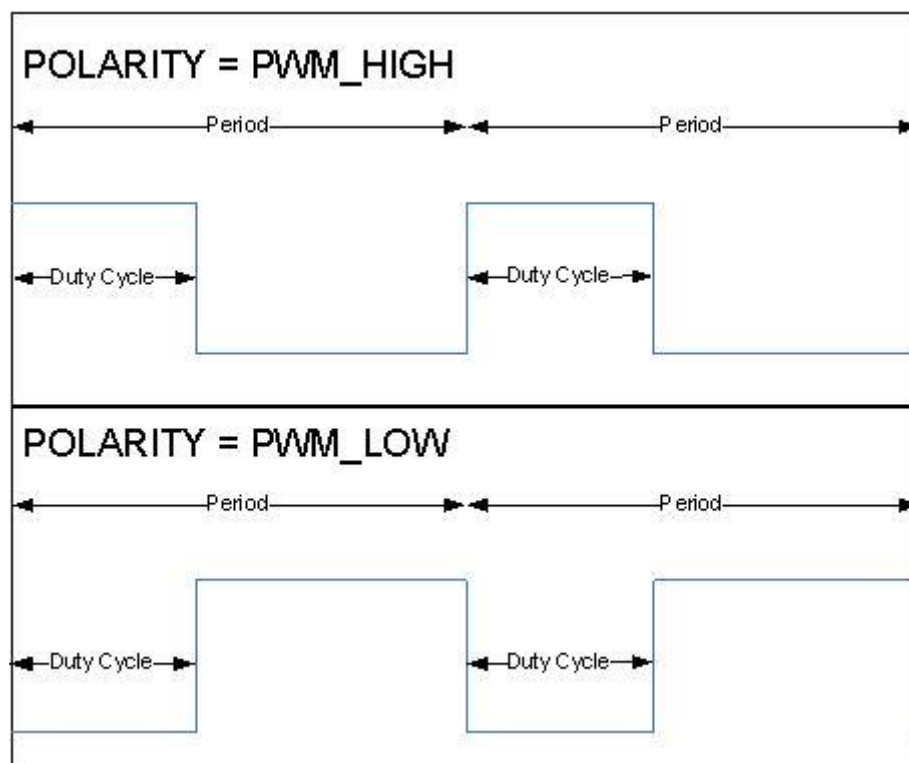 POLARITY = PWM_HIGH
Period Period
Duty Cycle Duty Cycle
POLARITY = PWM_LOW
Period Period
Duty Cycle Duty Cycle